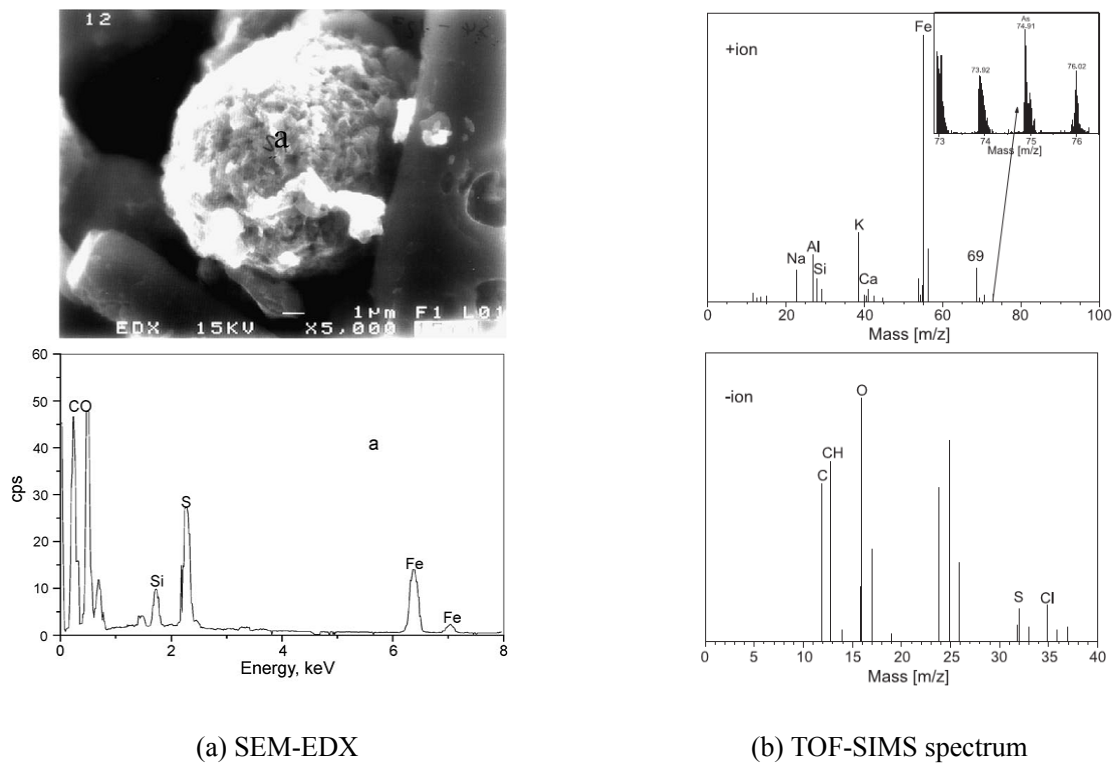 12
a
1μm F1 L01
EDX 15KV X5,000
60
50
40
30
20
10
0
cps
CO
Si
S
Fe
Fe
a
0 2 4 6 8
Energy, keV
(a) SEM-EDX
+ion
Fe
As
74.91
73.92
76.02
73 74 75 76
Mass [m/z]
K
Al
Na
Si
Ca
69
0 20 40 60 80 100
Mass [m/z]
-ion
O
CH
C
S
Cl
0 5 10 15 20 25 30 35 40
Mass [m/z]
(b) TOF-SIMS spectrum